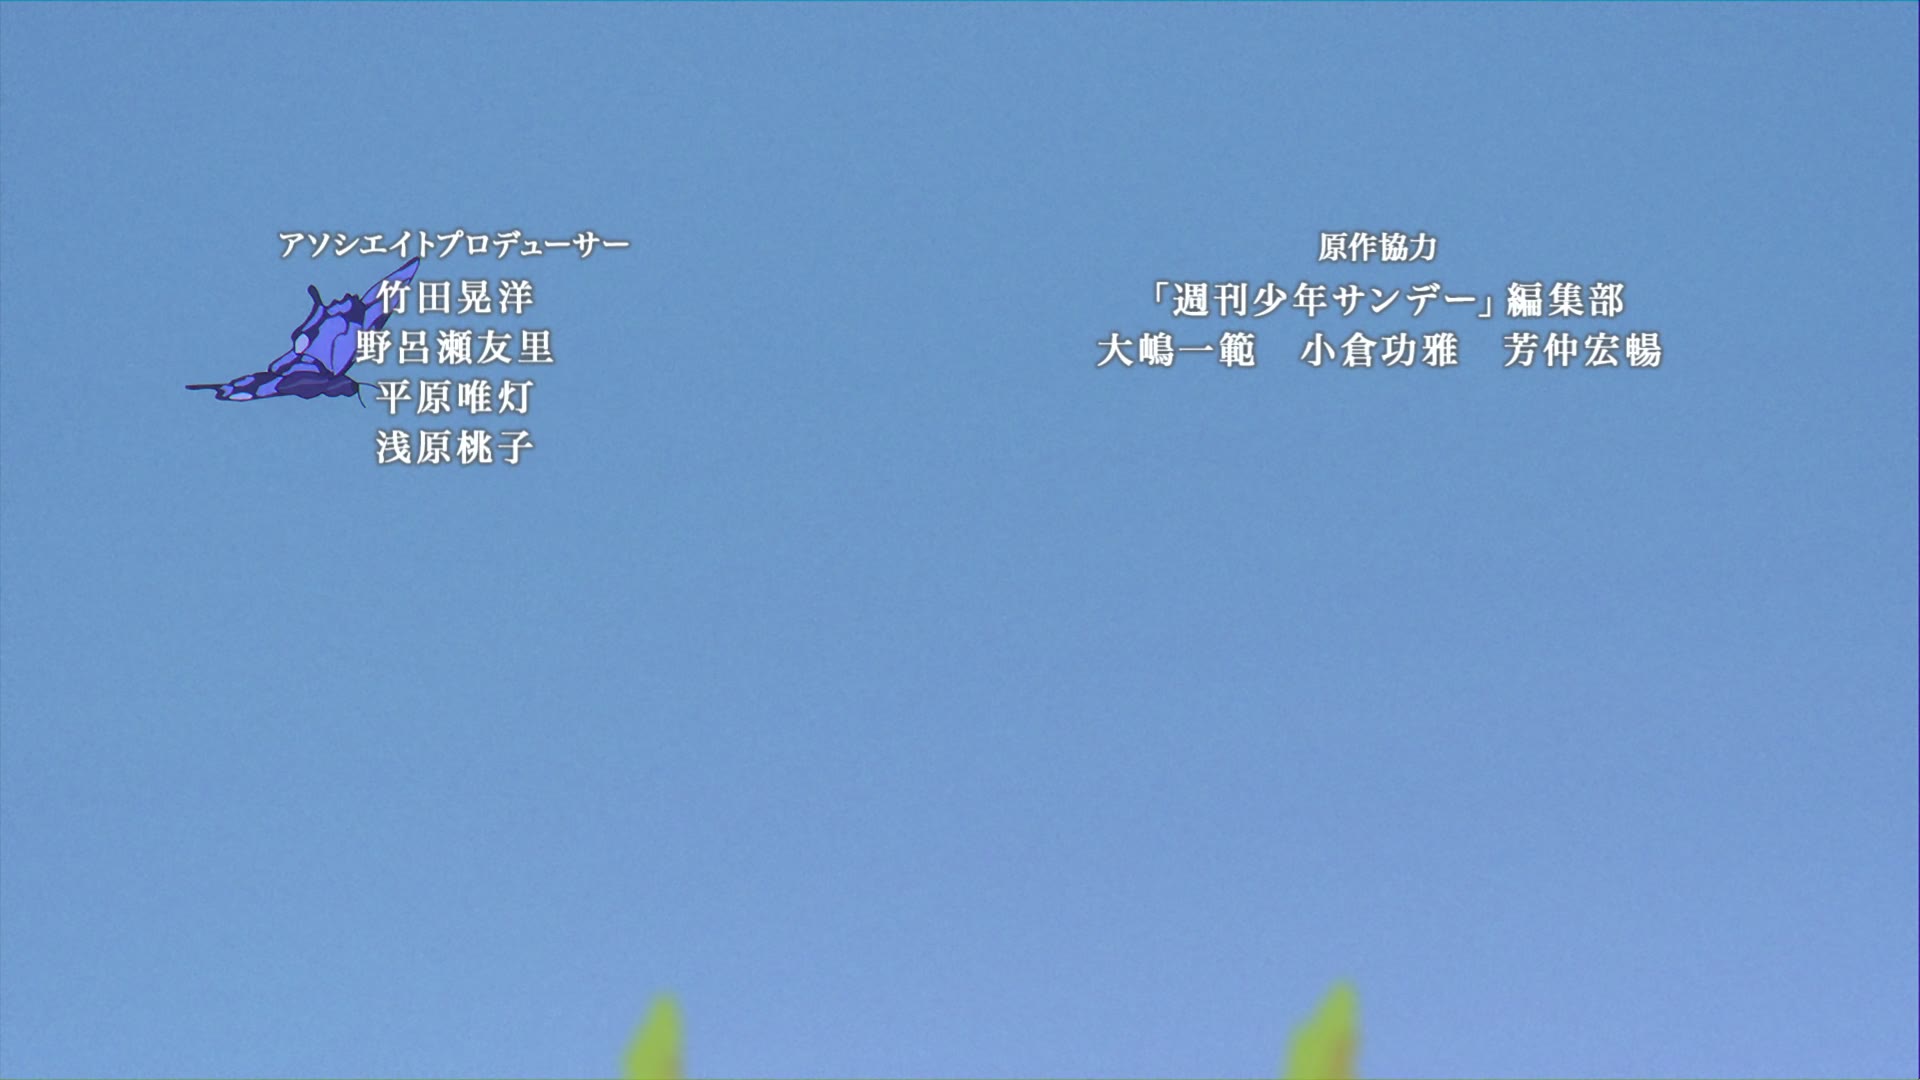 アソシエイトプロデューサー
竹田晃洋
野呂瀬友里
平原唯灯
浅原桃子
原作協力
「週刊少年サンデー」編集部
大嶋一範　小倉功雅　芳仲宏暢